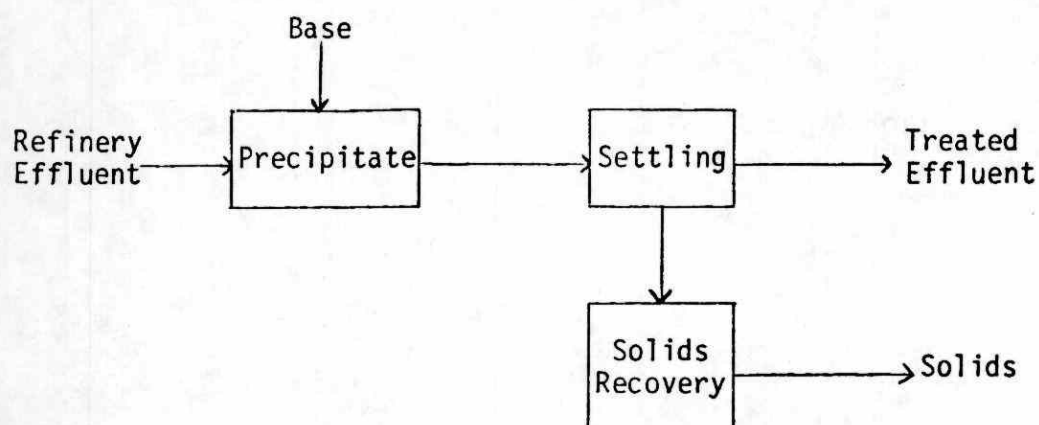 Base
Refinery
Effluent
Precipitate
Settling
Treated
Effluent
Solids
Recovery
Solids